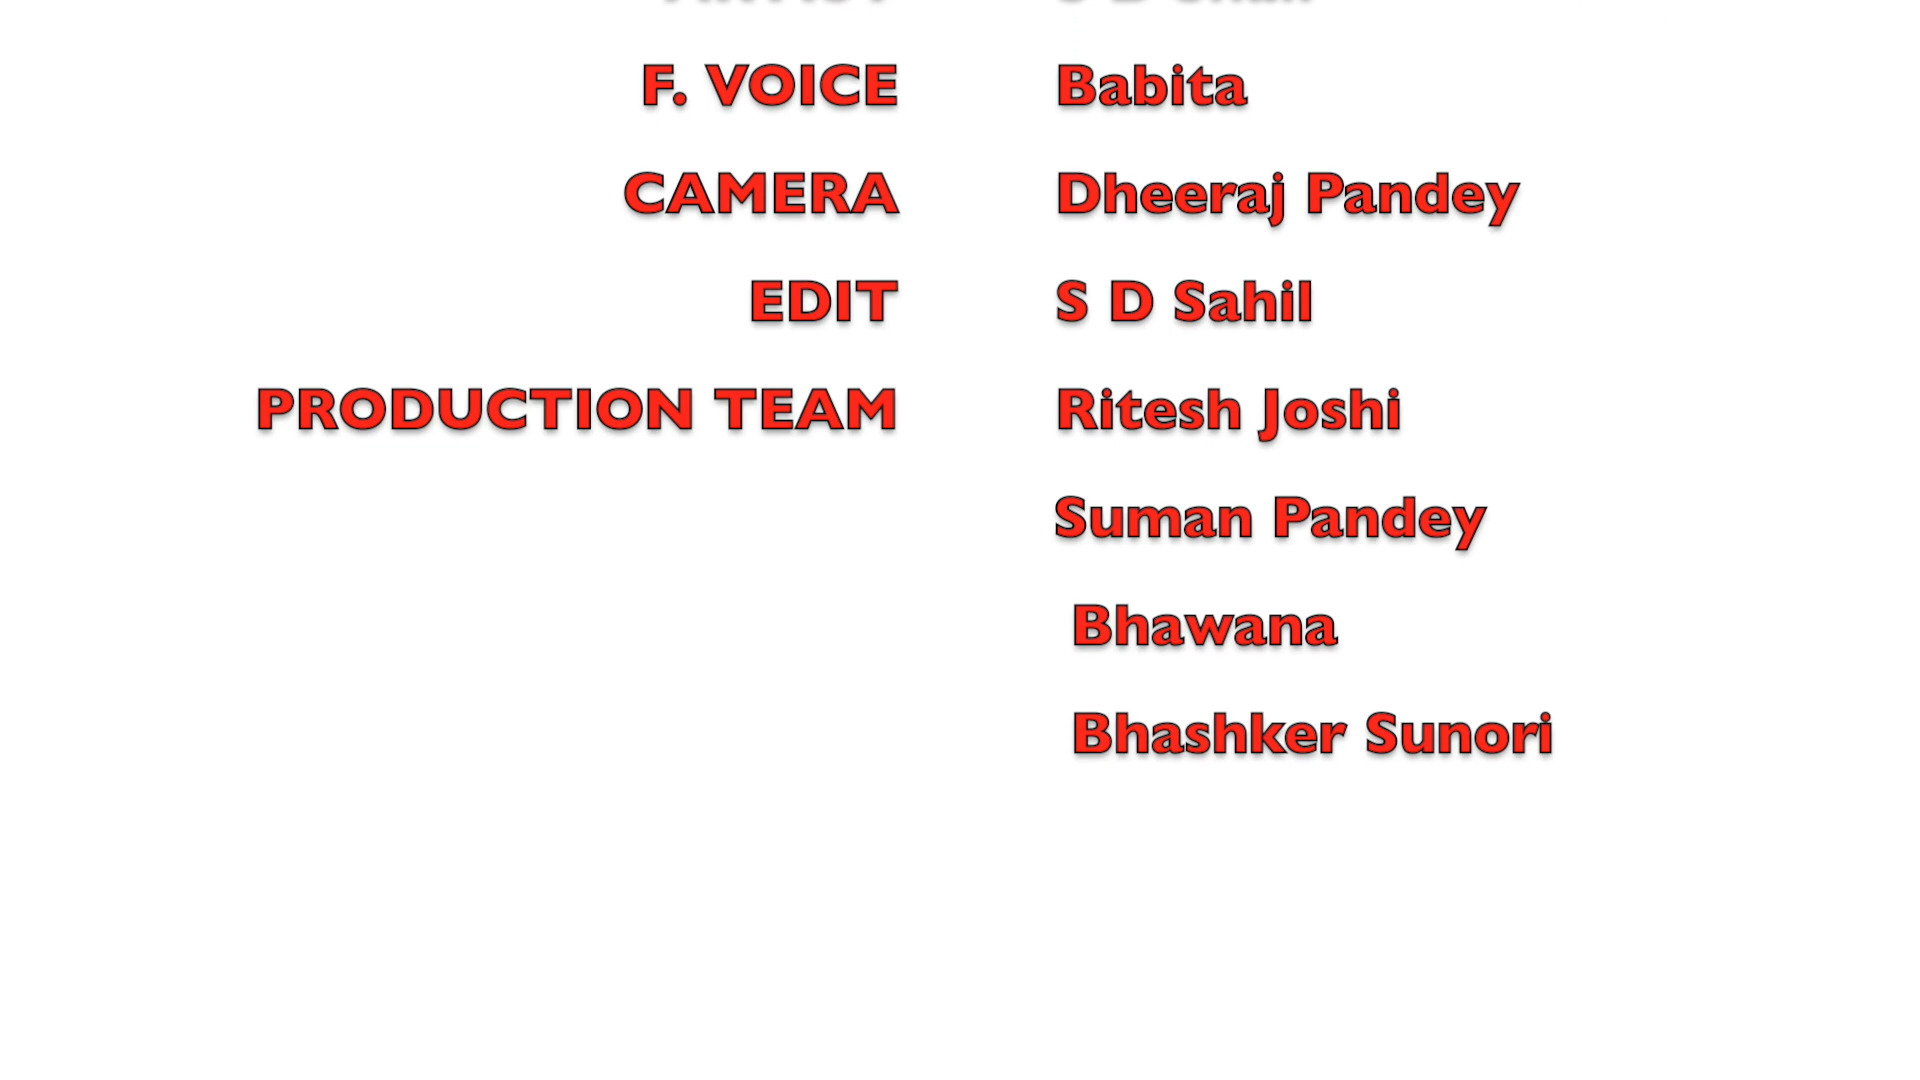 F. VOICE Babita
CAMERA Dheeraj Pandey
EDIT S D Sahil
PRODUCTION TEAM Ritesh Joshi
Suman Pandey
Bhawana
Bhashker Sunori